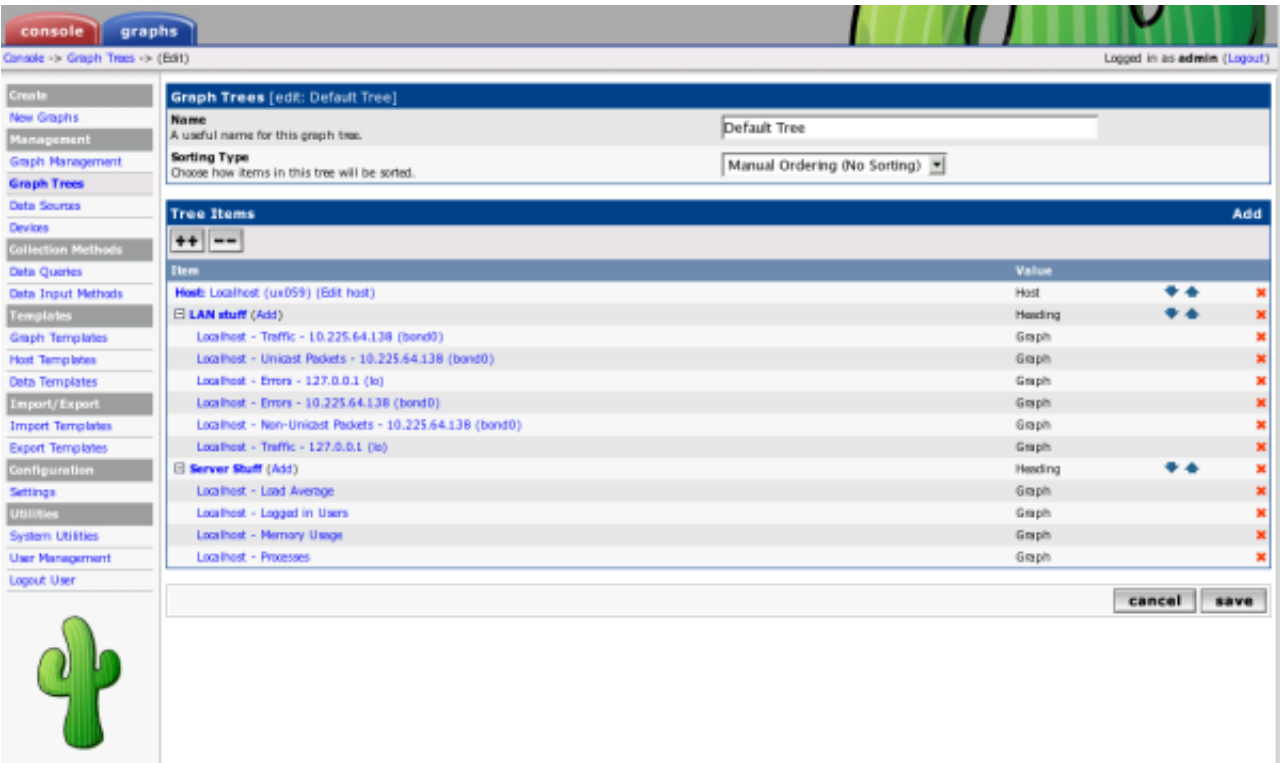 console graphs
Console -> Graph Trees -> (Edit) Logged in as admin (Logout)
Create
New Graphs
Management
Graph Management
Graph Trees
Data Sources
Devices
Collection Methods
Data Queries
Data Input Methods
Templates
Graph Templates
Host Templates
Data Templates
Import/Export
Import Templates
Export Templates
Configuration
Settings
Utilities
System Utilities
User Management
Logout User
Graph Trees [edit: Default Tree]
Name
A useful name for this graph tree.
Default Tree
Sorting Type
Choose how items in this tree will be sorted.
Manual Ordering (No Sorting)
Tree Items Add
++ --
Item Value
Host: Localhost (ux059) (Edit host) Host
LAN stuff (Add) Heading
Localhost - Traffic - 10.225.64.138 (bond0) Graph
Localhost - Unicast Packets - 10.225.64.138 (bond0) Graph
Localhost - Errors - 127.0.0.1 (lo) Graph
Localhost - Errors - 10.225.64.138 (bond0) Graph
Localhost - Non-Unicast Packets - 10.225.64.138 (bond0) Graph
Localhost - Traffic - 127.0.0.1 (lo) Graph
Server Stuff (Add) Heading
Localhost - Load Average Graph
Localhost - Logged in Users Graph
Localhost - Memory Usage Graph
Localhost - Processes Graph
cancel save